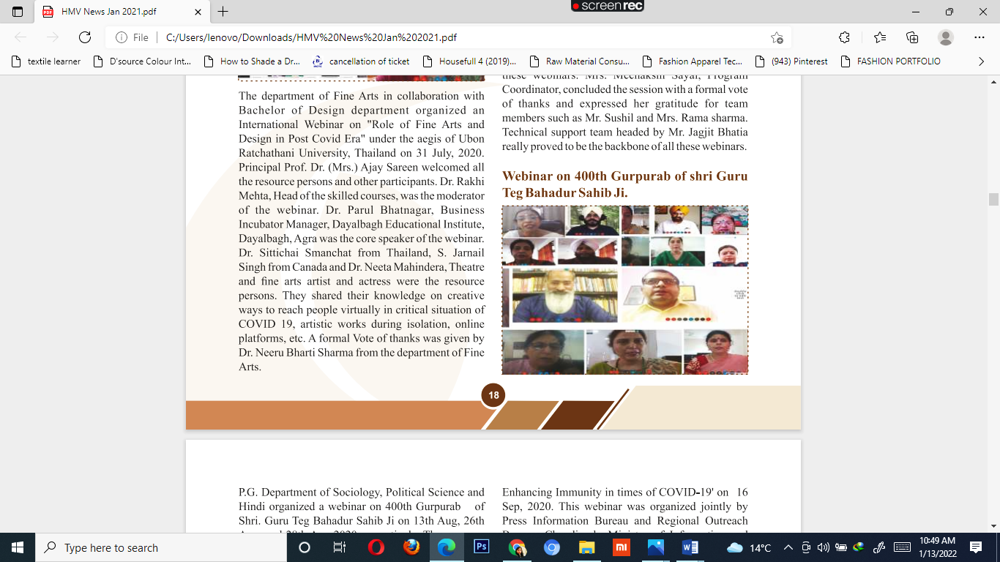 HMV News Jan 2021.pdf
screenrec
File
C:/Users/lenovo/Downloads/HMV%20News%20Jan%202021.pdf
textile learner
D'source Colour Int...
How to Shade a Dr...
cancellation of ticket
Housefull 4 (2019)...
Raw Material Consu...
Fashion Apparel Tec...
(943) Pinterest
FASHION PORTFOLIO
The department of Fine Arts in collaboration with
Bachelor of Design department organized an
International Webinar on "Role of Fine Arts and
Design in Post Covid Era" under the aegis of Ubon
Ratchathani University, Thailand on 31 July, 2020.
Principal Prof. Dr. (Mrs.) Ajay Sareen welcomed all
the resource persons and other participants. Dr. Rakhi
Mehta, Head of the skilled courses, was the moderator
of the webinar. Dr. Parul Bhatnagar, Business
Incubator Manager, Dayalbagh Educational Institute,
Dayalbagh, Agra was the core speaker of the webinar.
Dr. Sittichai Smanchat from Thailand, S. Jarnail
Singh from Canada and Dr. Neeta Mahindera, Theatre
and fine arts artist and actress were the resource
persons. They shared their knowledge on creative
ways to reach people virtually in critical situation of
COVID 19, artistic works during isolation, online
platforms, etc. A formal Vote of thanks was given by
Dr. Neeru Bharti Sharma from the department of Fine
Arts.
these webinars. Mrs. Meenakshi Sayal, Program
Coordinator, concluded the session with a formal vote
of thanks and expressed her gratitude for team
members such as Mr. Sushil and Mrs. Rama sharma.
Technical support team headed by Mr. Jagjit Bhatia
really proved to be the backbone of all these webinars.
Webinar on 400th Gurpurab of shri Guru
Teg Bahadur Sahib Ji.
18
P.G. Department of Sociology, Political Science and
Hindi organized a webinar on 400th Gurpurab of
Shri. Guru Teg Bahadur Sahib Ji on 13th Aug, 26th
Enhancing Immunity in times of COVID-19' on 16
Sep, 2020. This webinar was organized jointly by
Press Information Bureau and Regional Outreach
Type here to search
Ps
mi
14°C
10:49 AM
1/13/2022